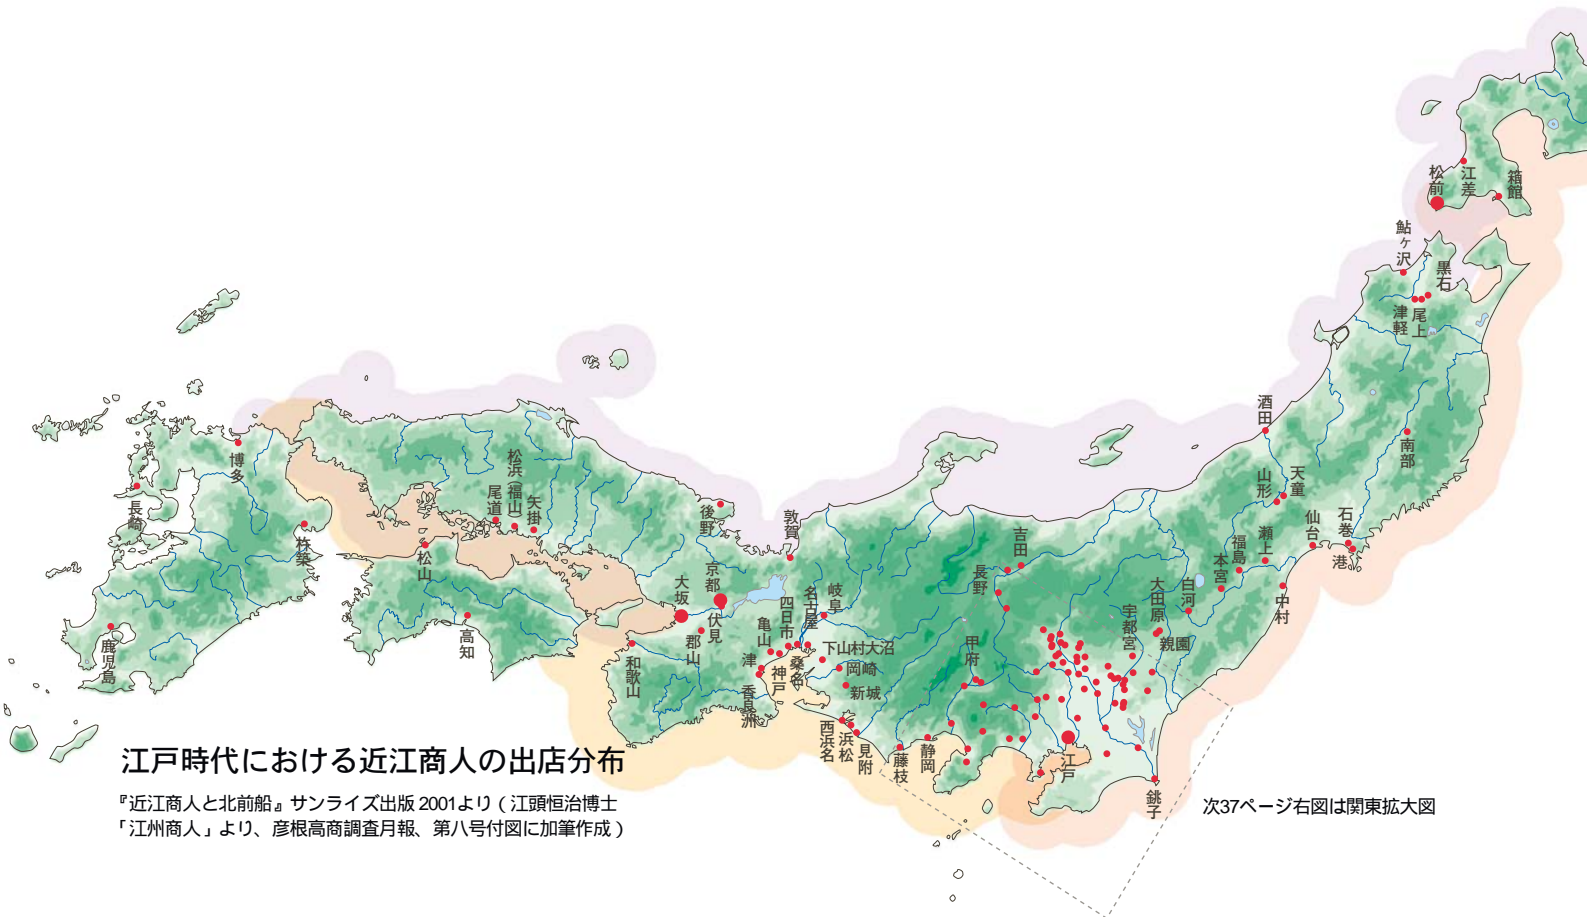 松前
江差
箱館
鮎ヶ沢
黒石
津軽
尾上
酒田
南部
山形
天童
仙台
石巻
港
瀬上
福島
本宮
中村
白河
大田原
親園
宇都宮
吉田
長野
甲府
江戸
銚子
静岡
藤枝
見附
浜松
西浜名
下山村大沼
岡崎
新城
岐阜
名古屋
桑名
四日市
亀山
神戸
津
香良洲
敦賀
後野
京都
伏見
大坂
郡山
和歌山
矢掛
松浜(福山)
尾道
松山
高知
博多
長崎
杵築
鹿児島
江戸時代における近江商人の出店分布
『近江商人と北前船』サンライズ出版 2001より(江頭恒治博士
「江州商人」より、彦根高商調査月報、第八号付図に加筆作成)
次37ページ右図は関東拡大図